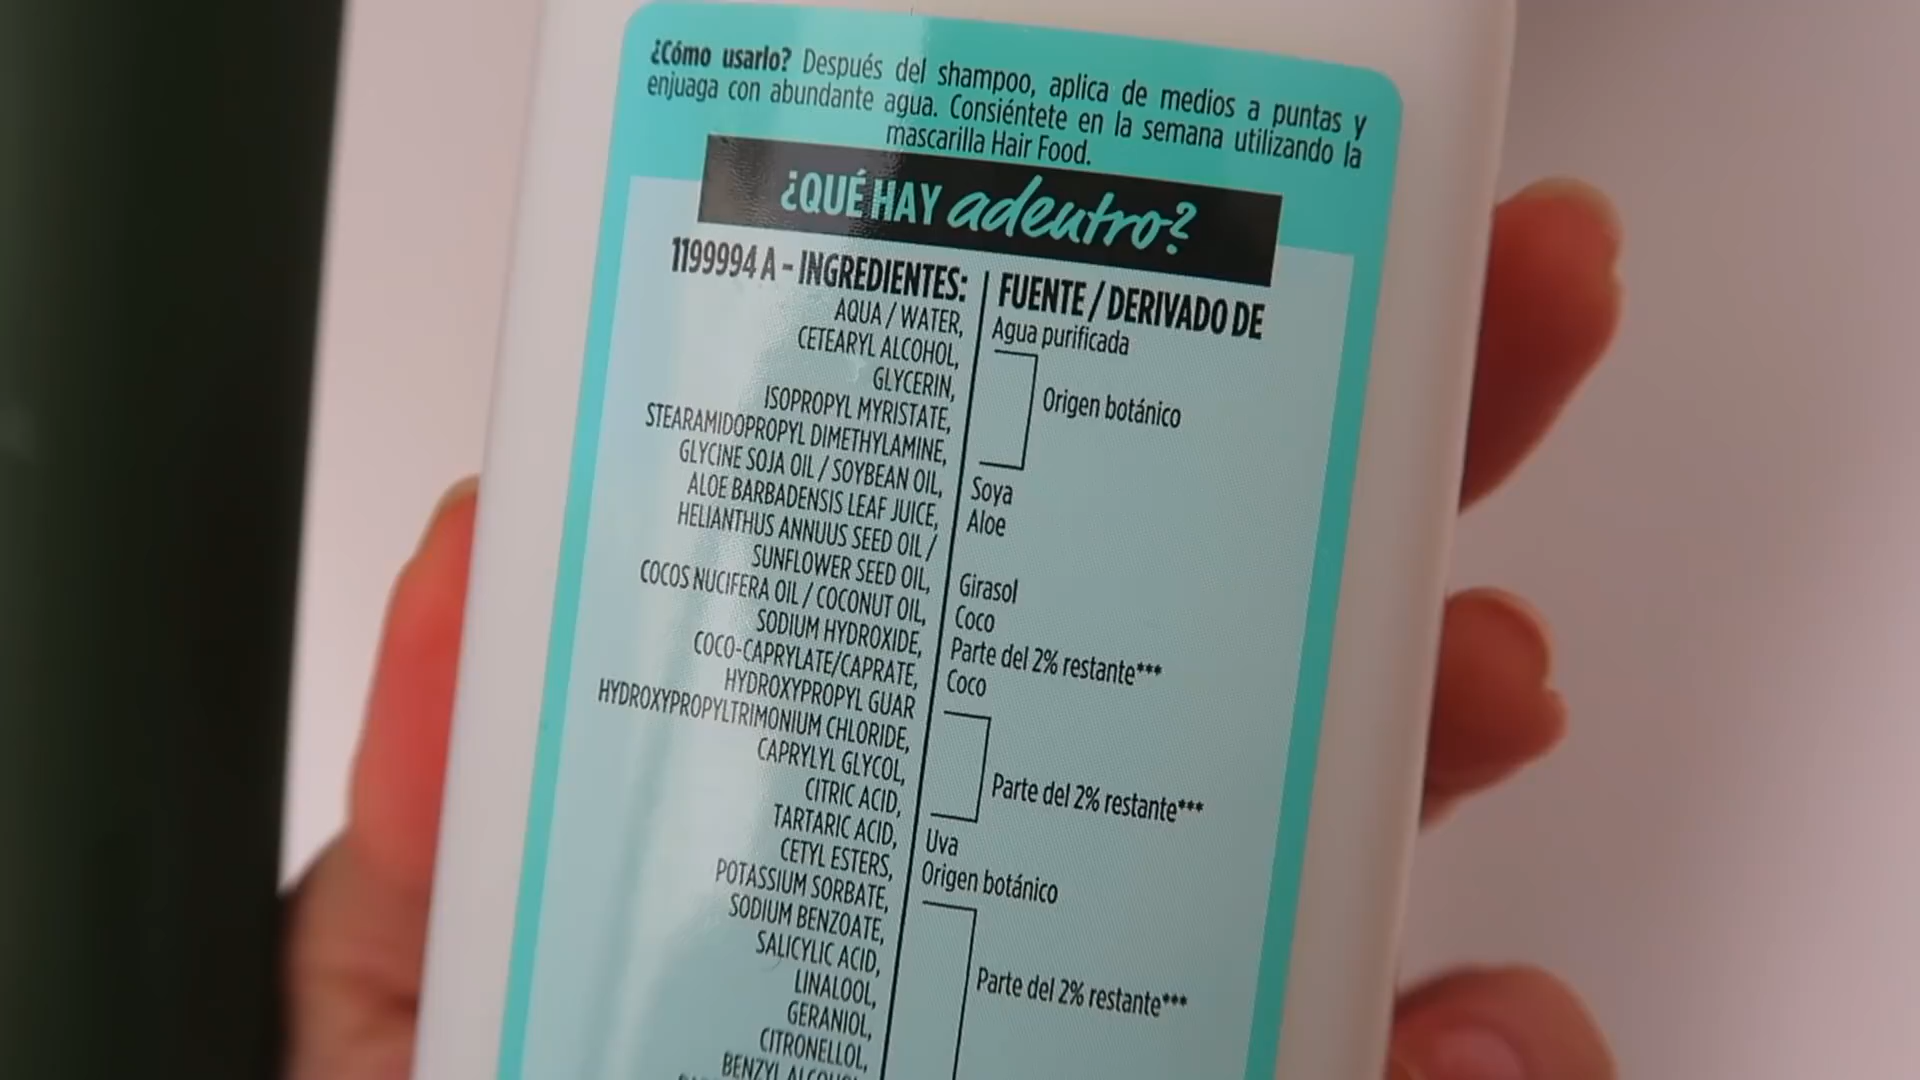 ¿Cómo usarlo? Después del shampoo, aplica de medios a puntas y
enjuaga con abundante agua. Consiéntete en la semana utilizando la
mascarilla Hair Food.
¿QUÉ HAY adentro?
1199994 A - INGREDIENTES:
AQUA / WATER,
CETEARYL ALCOHOL,
GLYCERIN,
ISOPROPYL MYRISTATE,
STEARAMIDOPROPYL DIMETHYLAMINE,
GLYCINE SOJA OIL / SOYBEAN OIL,
ALOE BARBADENSIS LEAF JUICE,
HELIANTHUS ANNUUS SEED OIL /
SUNFLOWER SEED OIL,
COCOS NUCIFERA OIL / COCONUT OIL,
SODIUM HYDROXIDE,
COCO-CAPRYLATE/CAPRATE,
HYDROXYPROPYL GUAR
HYDROXYPROPYLTRIMONIUM CHLORIDE,
CAPRYLYL GLYCOL,
CITRIC ACID,
TARTARIC ACID,
CETYL ESTERS,
POTASSIUM SORBATE,
SODIUM BENZOATE,
SALICYLIC ACID,
LINALOOL,
GERANIOL,
CITRONELLOL,
BENZYL ALCOHOL,
FUENTE / DERIVADO DE
Agua purificada
Origen botánico
Soya
Aloe
Girasol
Coco
Parte del 2% restante***
Coco
Parte del 2% restante***
Uva
Origen botánico
Parte del 2% restante***